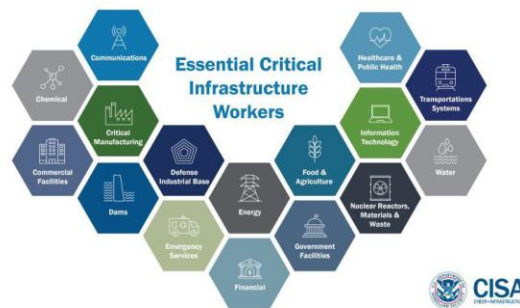 Essential Critical
Infrastructure
Workers
Communications
Healthcare &
Public Health
Chemical
Critical
Manufacturing
Information
Technology
Transportations
Systems
Commercial
Facilities
Defense
Industrial Base
Food &
Agriculture
Water
Dams
Energy
Nuclear Reactors,
Materials &
Waste
Emergency
Services
Government
Facilities
Financial
CISA